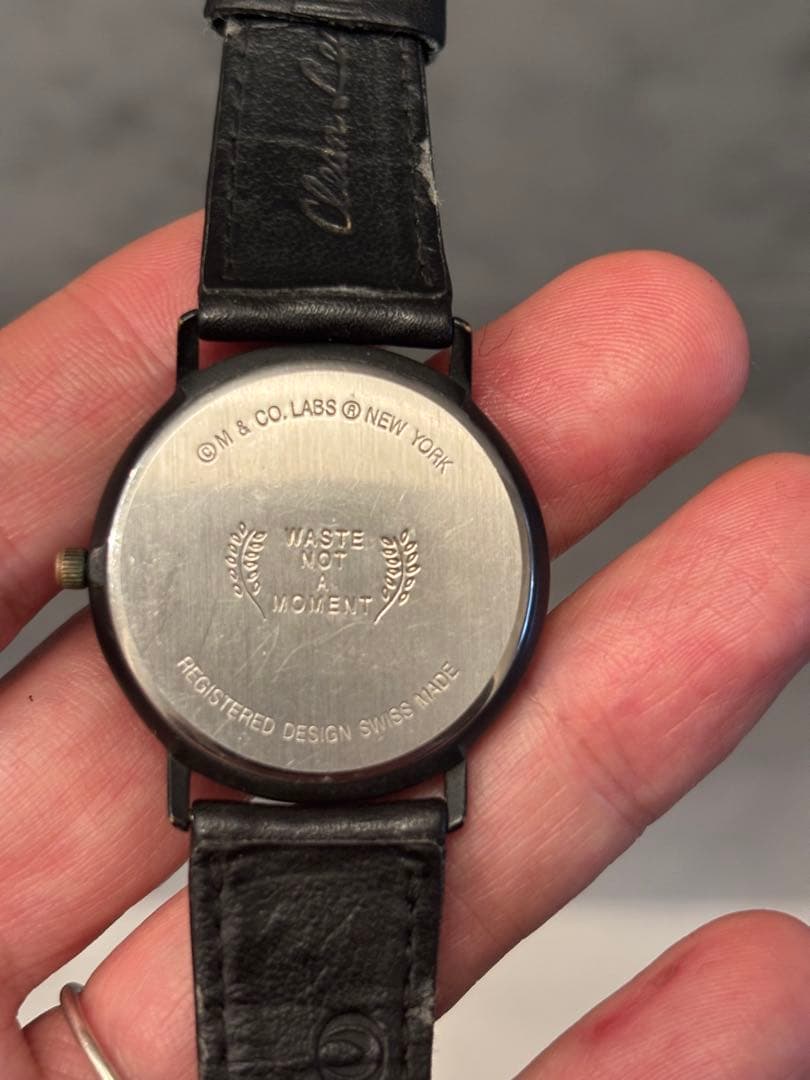 © M & CO. LABS ® NEW YORK
WASTE
NOT
A
MOMENT
REGISTERED DESIGN SWISS MADE